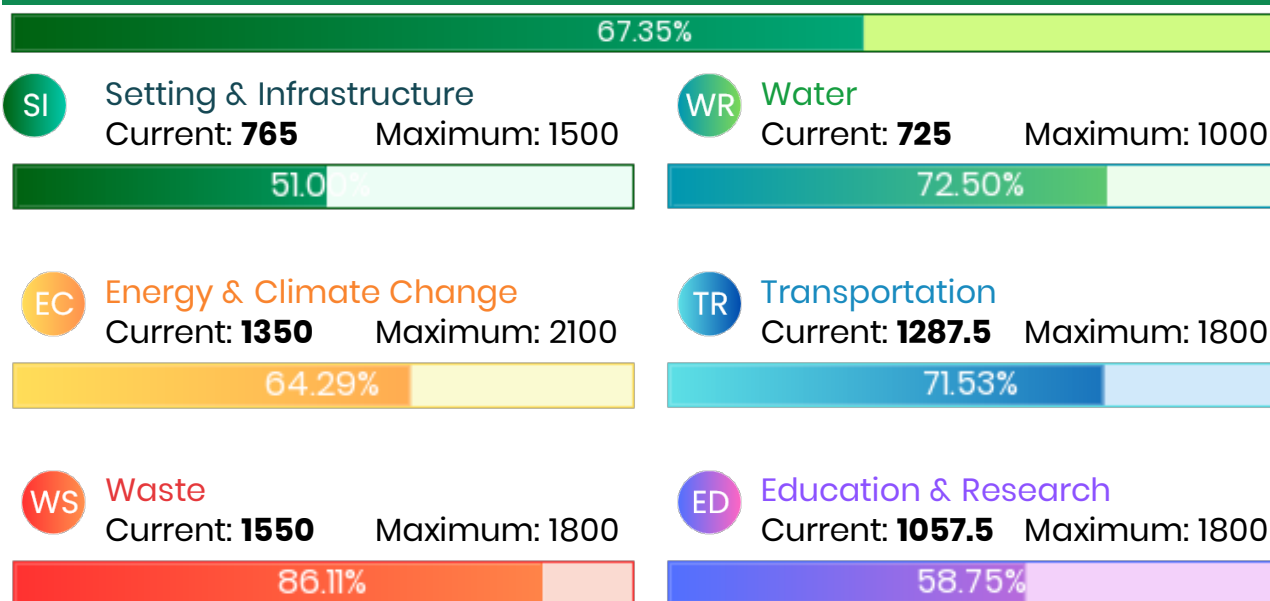 67.35%
SI Setting & Infrastructure
Current: 765 Maximum: 1500
51.00%
WR Water
Current: 725 Maximum: 1000
72.50%
EC Energy & Climate Change
Current: 1350 Maximum: 2100
64.29%
TR Transportation
Current: 1287.5 Maximum: 1800
71.53%
WS Waste
Current: 1550 Maximum: 1800
86.11%
ED Education & Research
Current: 1057.5 Maximum: 1800
58.75%